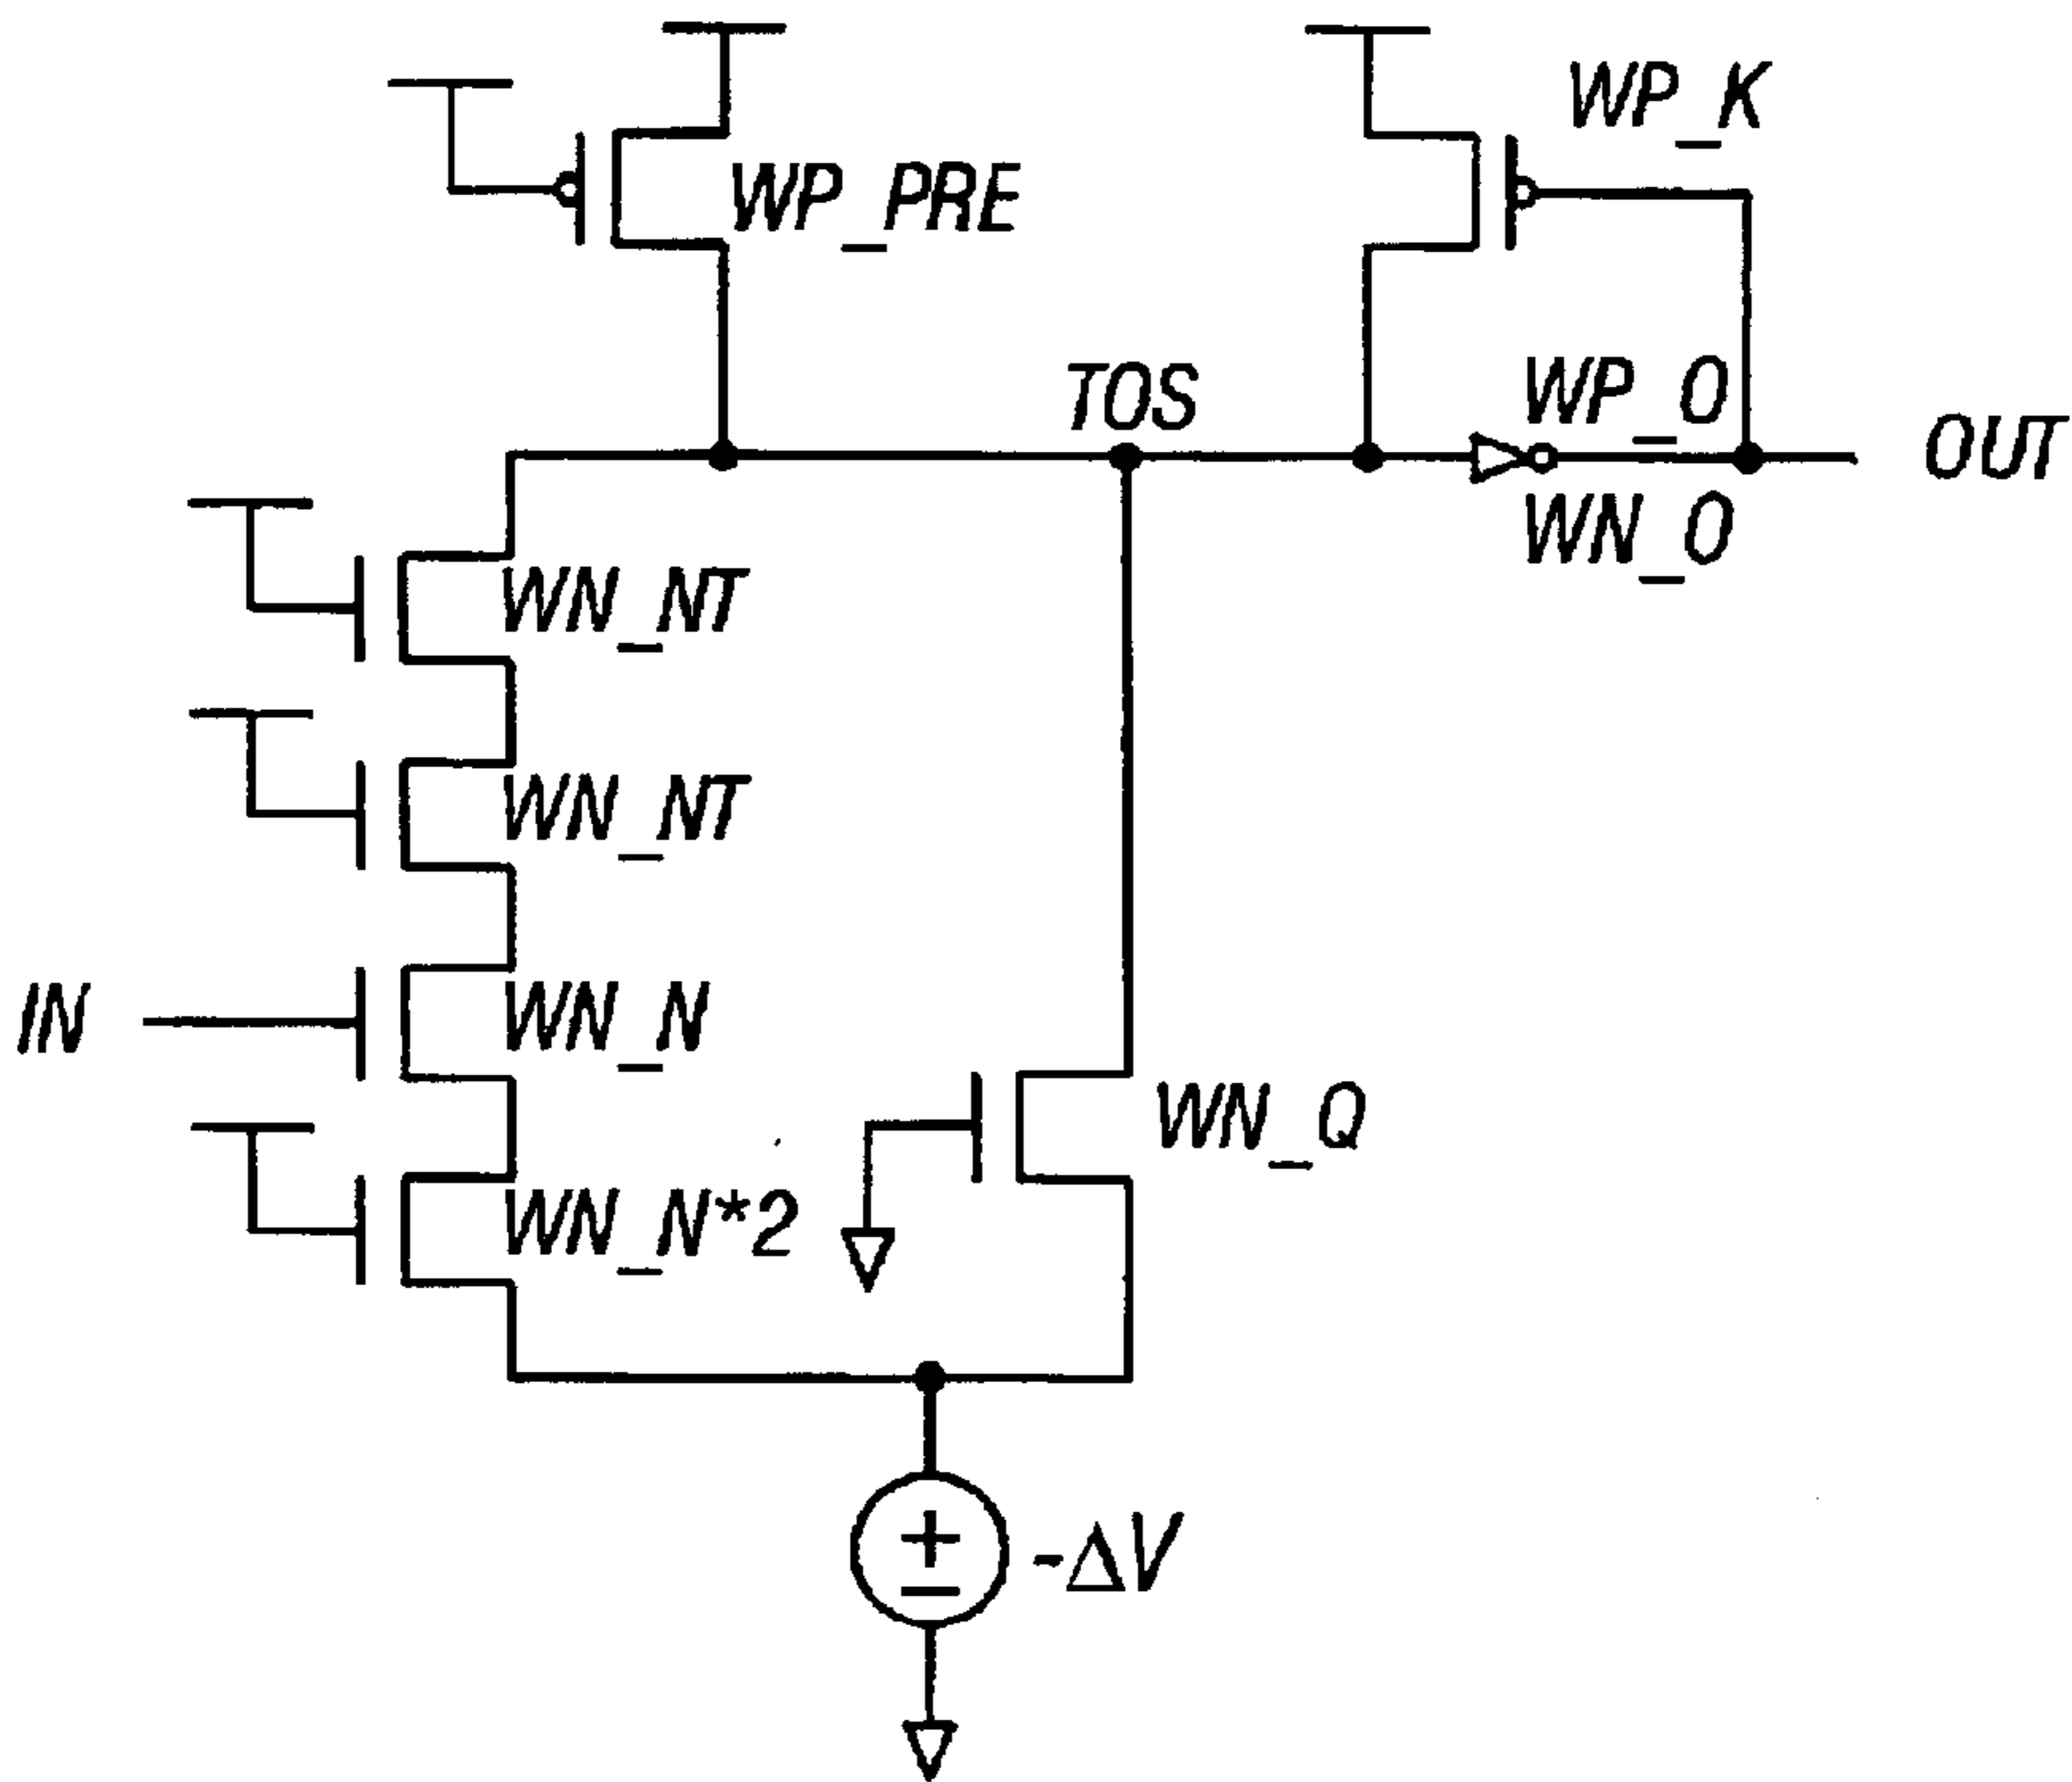 WP_K
WP_PRE
TOS
WP_O
OUT
WN_O
WN_NT
WN_NT
IN
WN_N
WN_Q
WN_N*2
+
−
-ΔV